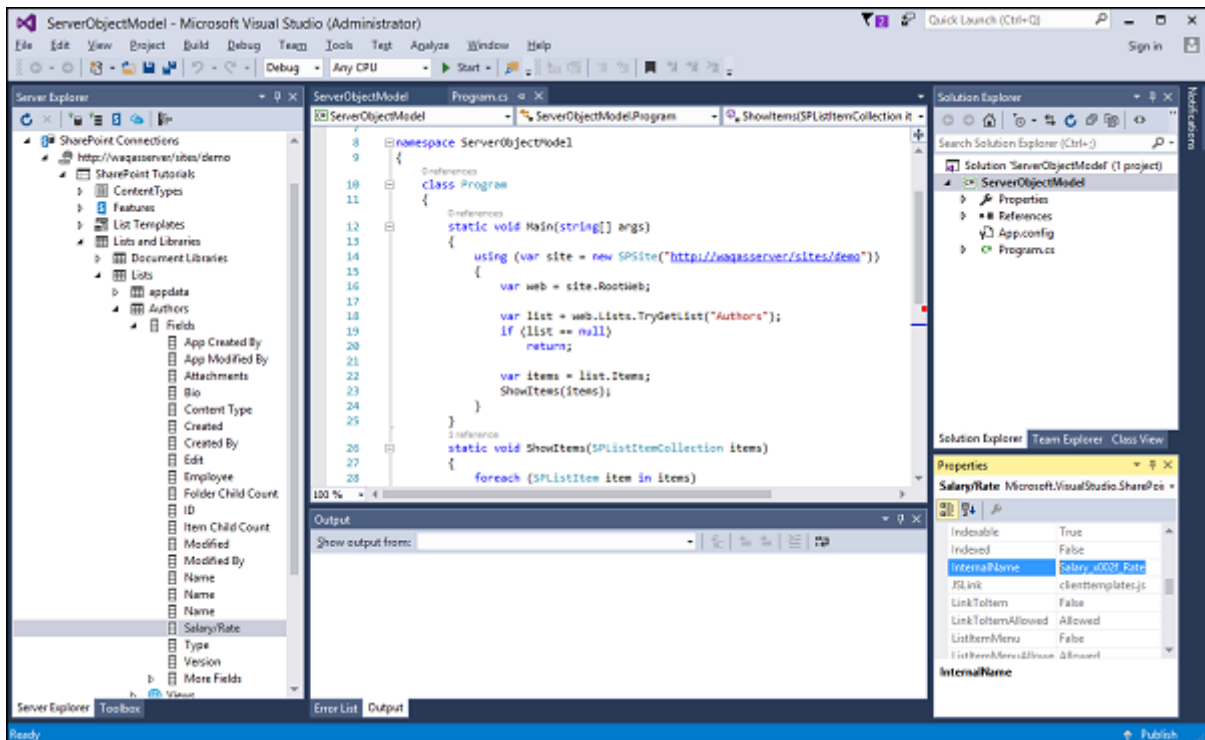 ServerObjectModel - Microsoft Visual Studio (Administrator)
Quick Launch (Ctrl+Q)
File Edit View Project Build Debug Team Tools Test Analyze Window Help
Sign in
Debug Any CPU Start
Server Explorer
SharePoint Connections
http://waqasserver/sites/demo
SharePoint Tutorials
ContentTypes
Features
List Templates
Lists and Libraries
Document Libraries
Lists
appdata
Authors
Fields
App Created By
App Modified By
Attachments
Bio
Content Type
Created
Created By
Edit
Employee
Folder Child Count
ID
Item Child Count
Modified
Modified By
Name
Name
Name
Salary/Rate
Type
Version
More Fields
Views
Server Explorer Toolbox
ServerObjectModel Program.cs
ServerObjectModel ServerObjectModel.Program ShowItems(SPListItemCollection it
7
8 namespace ServerObjectModel
9 {
0 references
10 class Program
11 {
0 references
12 static void Main(string[] args)
13 {
14 using (var site = new SPSite("http://waqasserver/sites/demo"))
15 {
16 var web = site.RootWeb;
17
18 var list = web.Lists.TryGetList("Authors");
19 if (list == null)
20 return;
21
22 var items = list.Items;
23 ShowItems(items);
24 }
25 }
1 reference
26 static void ShowItems(SPListItemCollection items)
27 {
28 foreach (SPListItem item in items)
100 %
Output
Show output from:
Error List Output
Solution Explorer
Search Solution Explorer (Ctrl+;)
Solution 'ServerObjectModel' (1 project)
ServerObjectModel
Properties
References
App.config
Program.cs
Solution Explorer Team Explorer Class View
Properties
Salary/Rate Microsoft.VisualStudio.SharePoi
Indexable True
Indexed False
InternalName Salary_x002f_Rate
JSLink clienttemplates.js
LinkToItem False
LinkToItemAllowed Allowed
ListItemMenu False
ListItemMenuAllowe Allowed
InternalName
Notifications
Ready
Publish